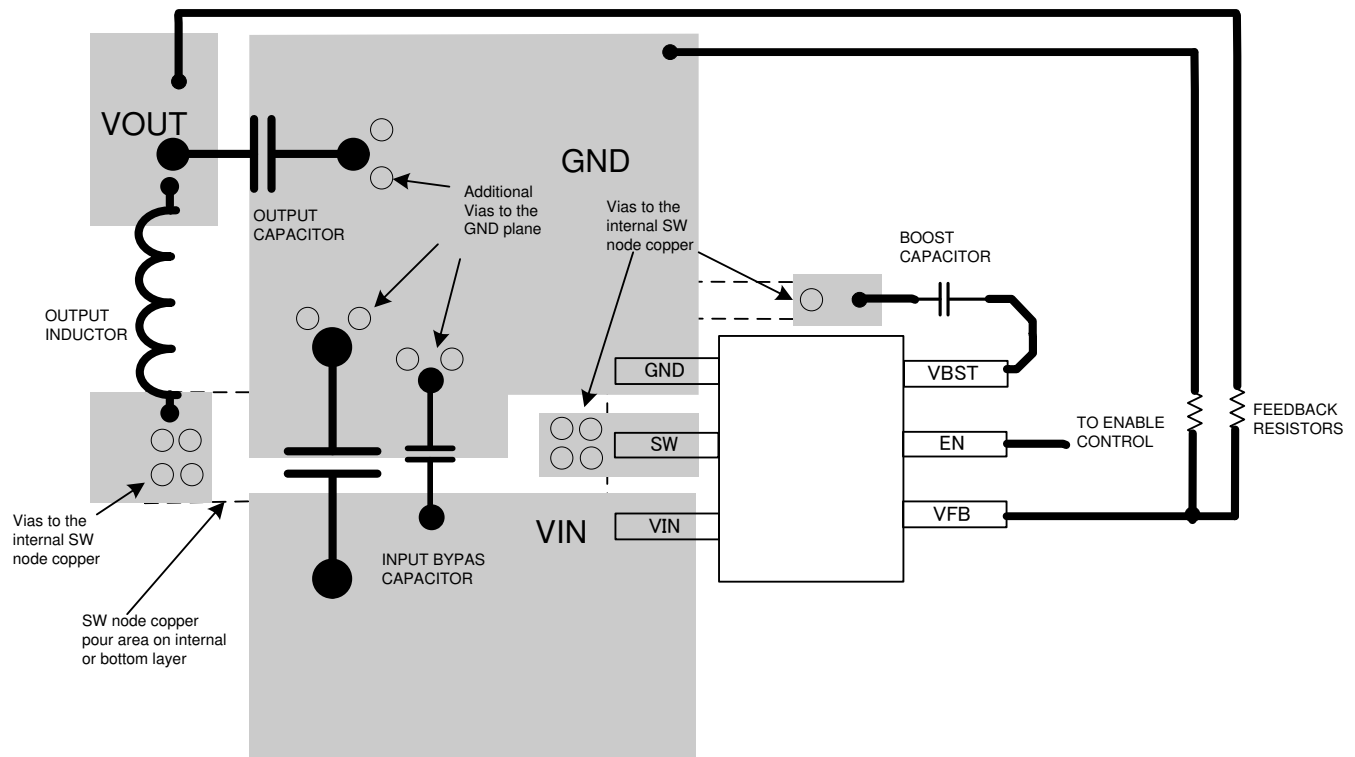 VOUT
GND
OUTPUT
CAPACITOR
Additional
Vias to the
GND plane
Vias to the
internal SW
node copper
BOOST
CAPACITOR
OUTPUT
INDUCTOR
GND
VBST
SW
EN
VIN
VFB
TO ENABLE
CONTROL
FEEDBACK
RESISTORS
Vias to the
internal SW
node copper
VIN
INPUT BYPAS
CAPACITOR
SW node copper
pour area on internal
or bottom layer